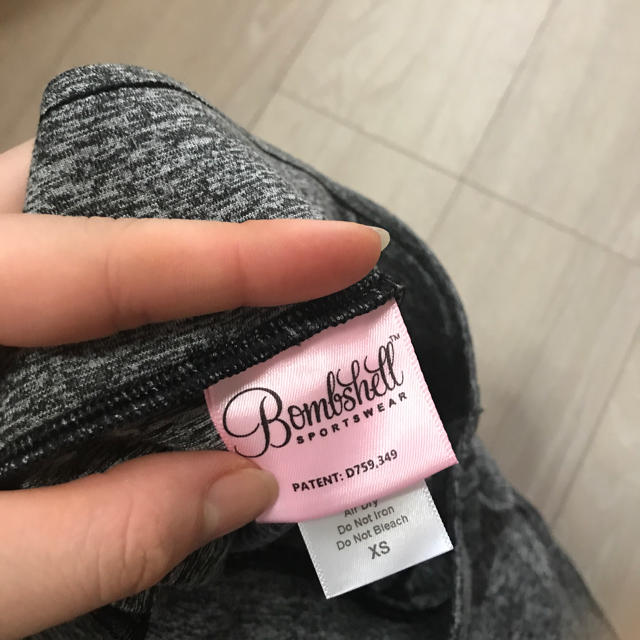 Bombshell™
SPORTSWEAR
PATENT: D759,349
Air Dry
Do Not Iron
Do Not Bleach
XS